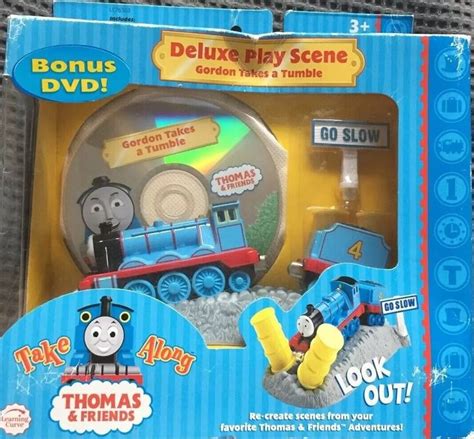 Includes:
3+
Deluxe Play Scene
Gordon Takes a Tumble
Bonus
DVD!
Gordon Takes
a Tumble
THOMAS
& FRIENDS
GO SLOW
4
GO SLOW
LOOK
OUT!
Take Along
THOMAS
& FRIENDS
Learning
Curve
Re-create scenes from your
favorite Thomas & Friends™ Adventures!